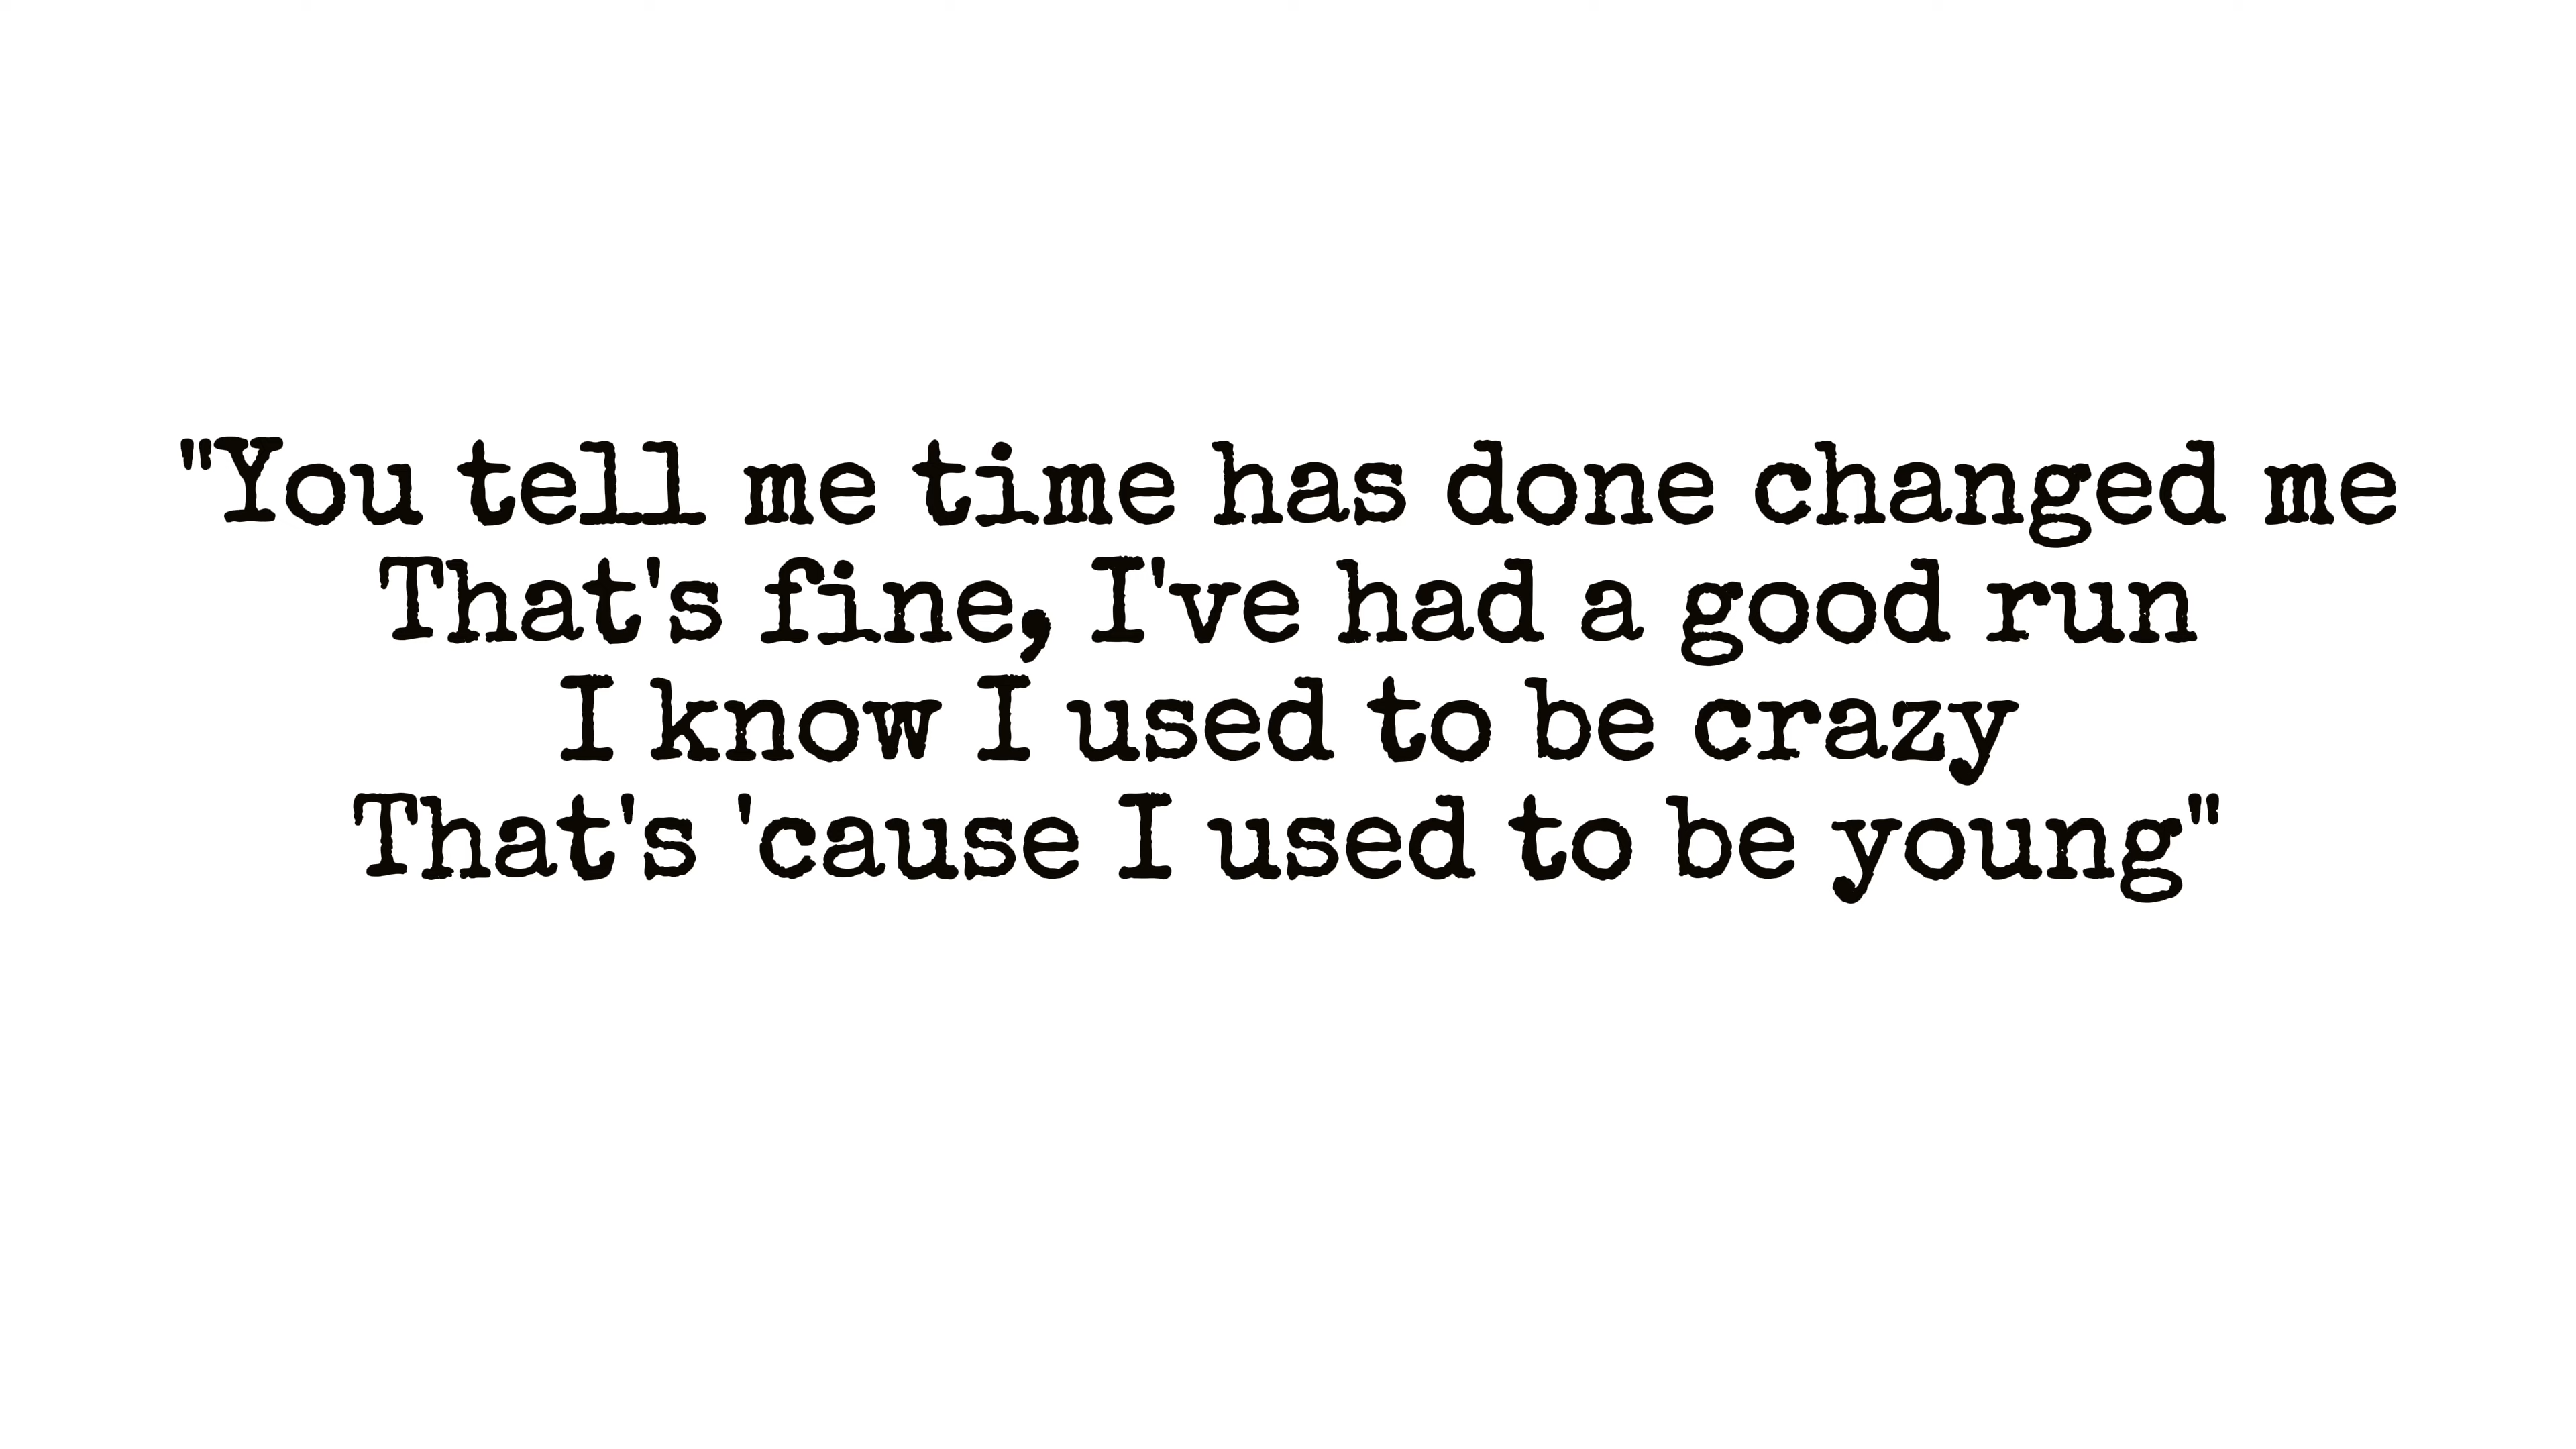 "You tell me time has done changed me
That's fine, I've had a good run
I know I used to be crazy
That's 'cause I used to be young"